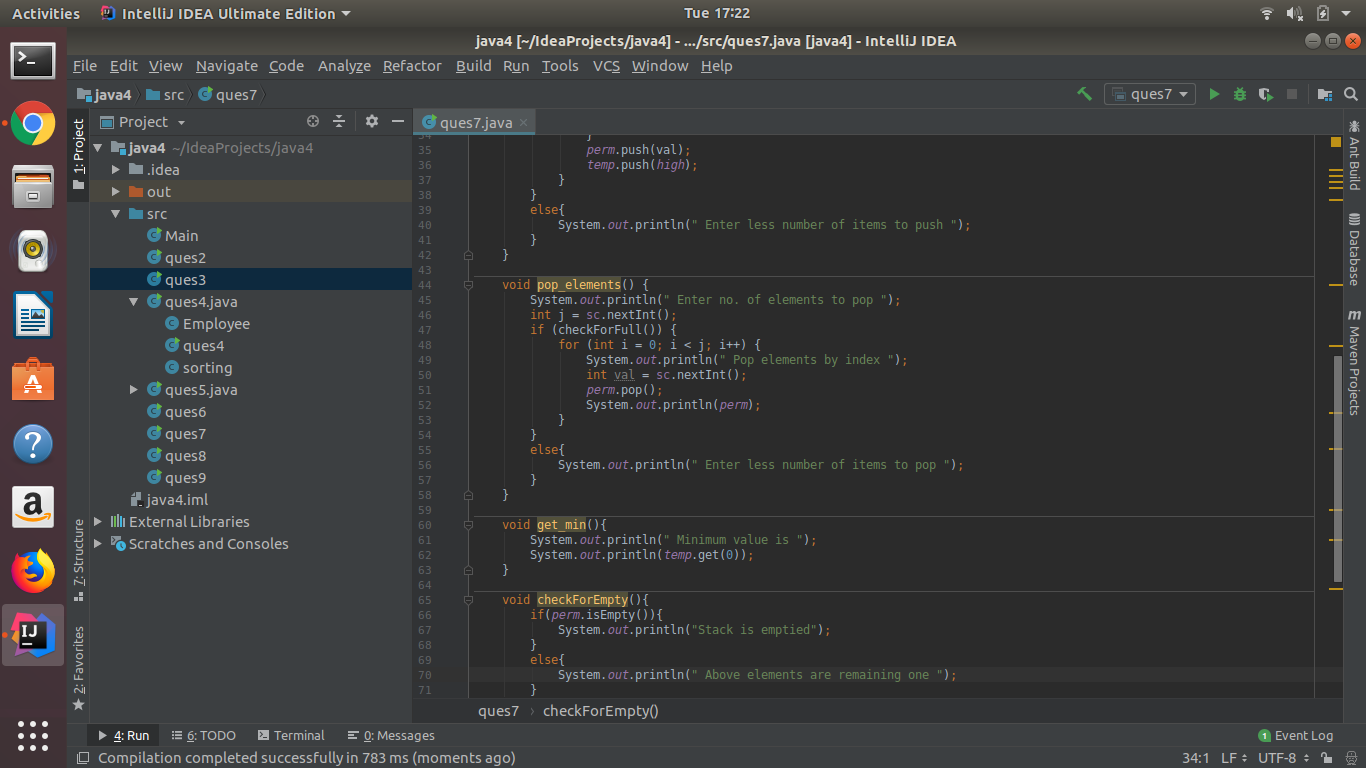 Activities IntelliJ IDEA Ultimate Edition Tue 17:22
java4 [~/IdeaProjects/java4] - .../src/ques7.java [java4] - IntelliJ IDEA
File Edit View Navigate Code Analyze Refactor Build Run Tools VCS Window Help
java4 src ques7 ques7
Project ques7.java
1: Project
7: Structure
2: Favorites
java4 ~/IdeaProjects/java4
.idea
out
src
Main
ques2
ques3
ques4.java
Employee
ques4
sorting
ques5.java
ques6
ques7
ques8
ques9
java4.iml
External Libraries
Scratches and Consoles
34 }
35 perm.push(val);
36 temp.push(high);
37 }
38 }
39 else{
40 System.out.println(" Enter less number of items to push ");
41 }
42 }
43
44 void pop_elements() {
45 System.out.println(" Enter no. of elements to pop ");
46 int j = sc.nextInt();
47 if (checkForFull()) {
48 for (int i = 0; i < j; i++) {
49 System.out.println(" Pop elements by index ");
50 int val = sc.nextInt();
51 perm.pop();
52 System.out.println(perm);
53 }
54 }
55 else{
56 System.out.println(" Enter less number of items to pop ");
57 }
58 }
59
60 void get_min(){
61 System.out.println(" Minimum value is ");
62 System.out.println(temp.get(0));
63 }
64
65 void checkForEmpty(){
66 if(perm.isEmpty()){
67 System.out.println("Stack is emptied");
68 }
69 else{
70 System.out.println(" Above elements are remaining one ");
71 }
ques7 checkForEmpty()
Ant Build
Database
Maven Projects
4: Run 6: TODO Terminal 0: Messages 1 Event Log
Compilation completed successfully in 783 ms (moments ago) 34:1 LF UTF-8